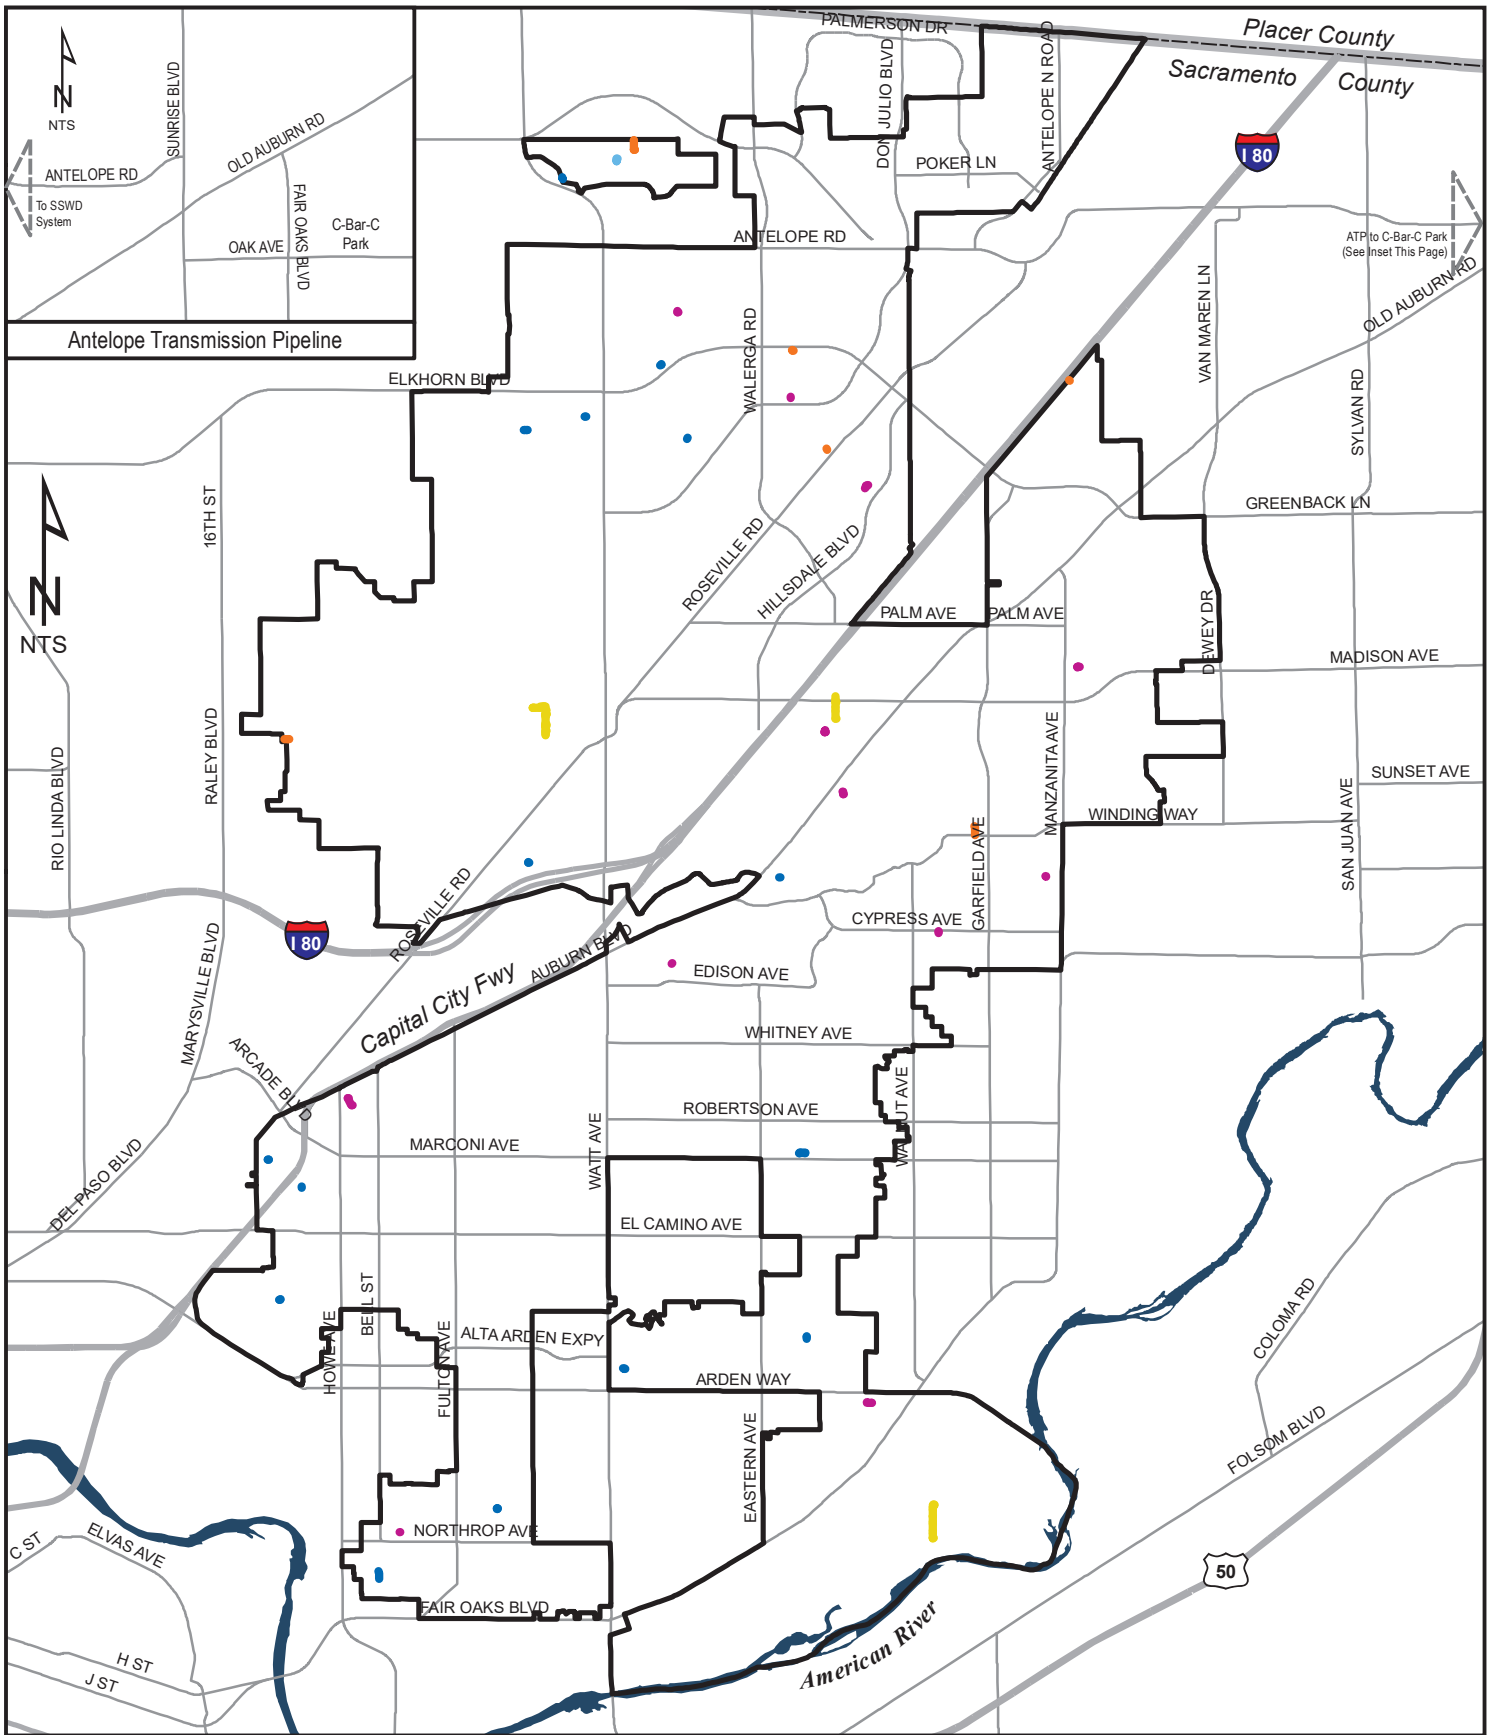 N
NTS
SUNRISE BLVD
OLD AUBURN RD
ANTELOPE RD
To SSWD
System
FAIR OAKS BLVD
C-Bar-C
Park
OAK AVE
Antelope Transmission Pipeline
PALMERSON DR
DON JULIO BLVD
ANTELOPE N ROAD
Placer County
Sacramento County
I 80
POKER LN
ANTELOPE RD
ATP to C-Bar-C Park
(See Inset This Page)
OLD AUBURN RD
VAN MAREN LN
WALERGA RD
ELKHORN BLVD
SYLVAN RD
16TH ST
N
NTS
GREENBACK LN
ROSEVILLE RD
HILLSDALE BLVD
PALM AVE
PALM AVE
DEWEY DR
MADISON AVE
RALEY BLVD
RIO LINDA BLVD
MANZANITA AVE
SUNSET AVE
SAN JUAN AVE
WINDING WAY
GARFIELD AVE
ROSEVILLE RD
CYPRESS AVE
I 80
AUBURN BLVD
EDISON AVE
MARYSVILLE BLVD
Capital City Fwy
WHITNEY AVE
ARCADE BLVD
ROBERTSON AVE
WALNUT AVE
MARCONI AVE
WATT AVE
DEL PASO BLVD
EL CAMINO AVE
BELL ST
HOWE AVE
FULTON AVE
ALTA ARDEN EXPY
COLOMA RD
ARDEN WAY
EASTERN AVE
FOLSOM BLVD
NORTHROP AVE
C ST
ELVAS AVE
50
FAIR OAKS BLVD
American River
H ST
J ST